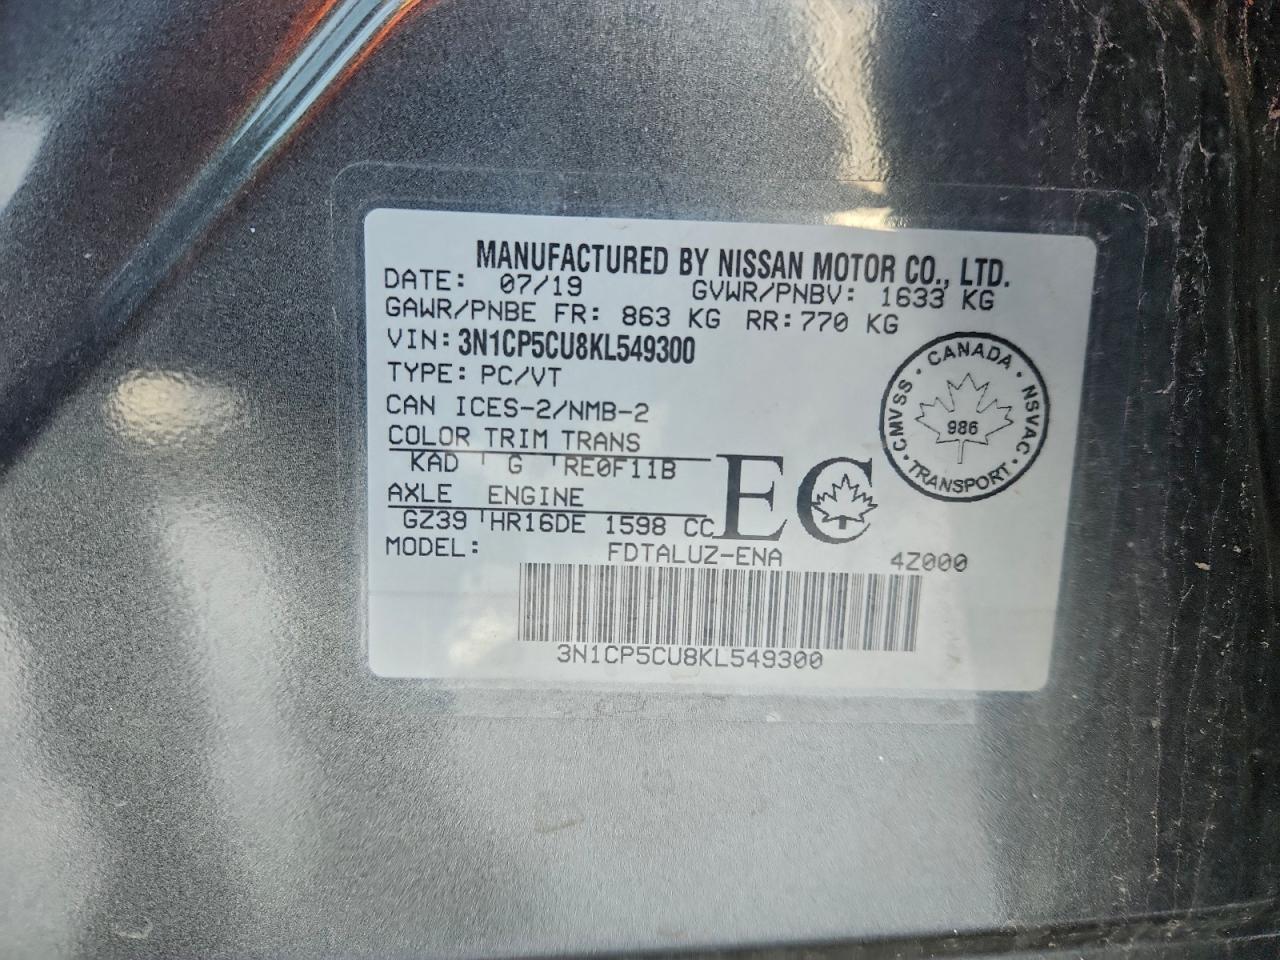 MANUFACTURED BY NISSAN MOTOR CO., LTD.
DATE: 07/19 GVWR/PNBV: 1633 KG
GAWR/PNBE FR: 863 KG RR:770 KG
VIN: 3N1CP5CU8KL549300
TYPE: PC/VT
CAN ICES-2/NMB-2
COLOR TRIM TRANS
KAD G RE0F11B
AXLE ENGINE
GZ39 HR16DE 1598 CC
MODEL: FDTALUZ-ENA 4Z000
3N1CP5CU8KL549300
EC
CANADA · NSVAC · TRANSPORT · CMVSS ·
986